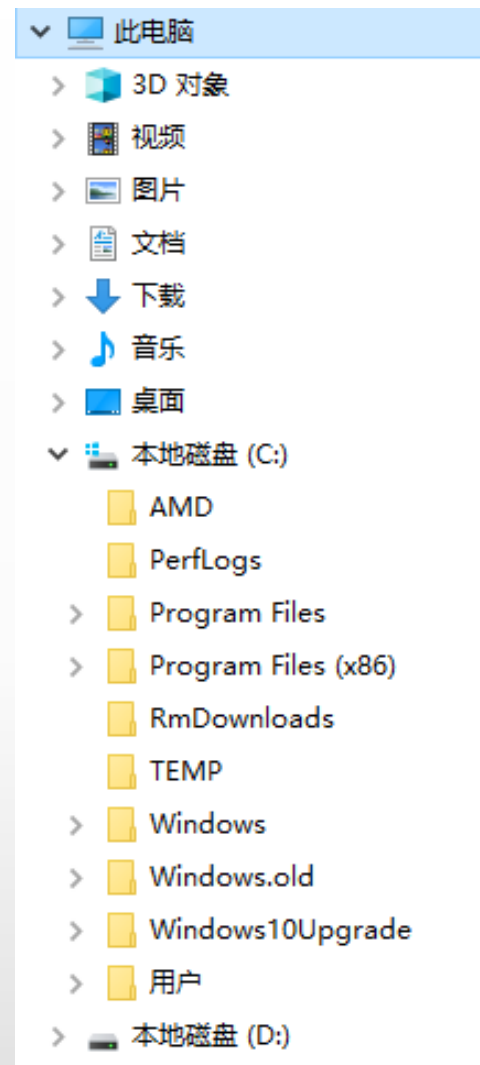 此电脑
3D 对象
视频
图片
文档
下载
音乐
桌面
本地磁盘 (C:)
AMD
PerfLogs
Program Files
Program Files (x86)
RmDownloads
TEMP
Windows
Windows.old
Windows10Upgrade
用户
本地磁盘 (D:)